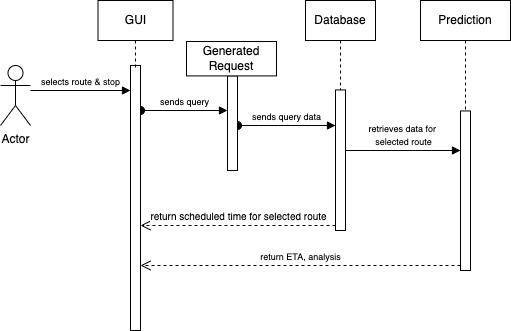 GUI
Database
Prediction
Generated
Request
selects route & stop
Actor
sends query
sends query data
retrieves data for
selected route
return scheduled time for selected route
return ETA, analysis